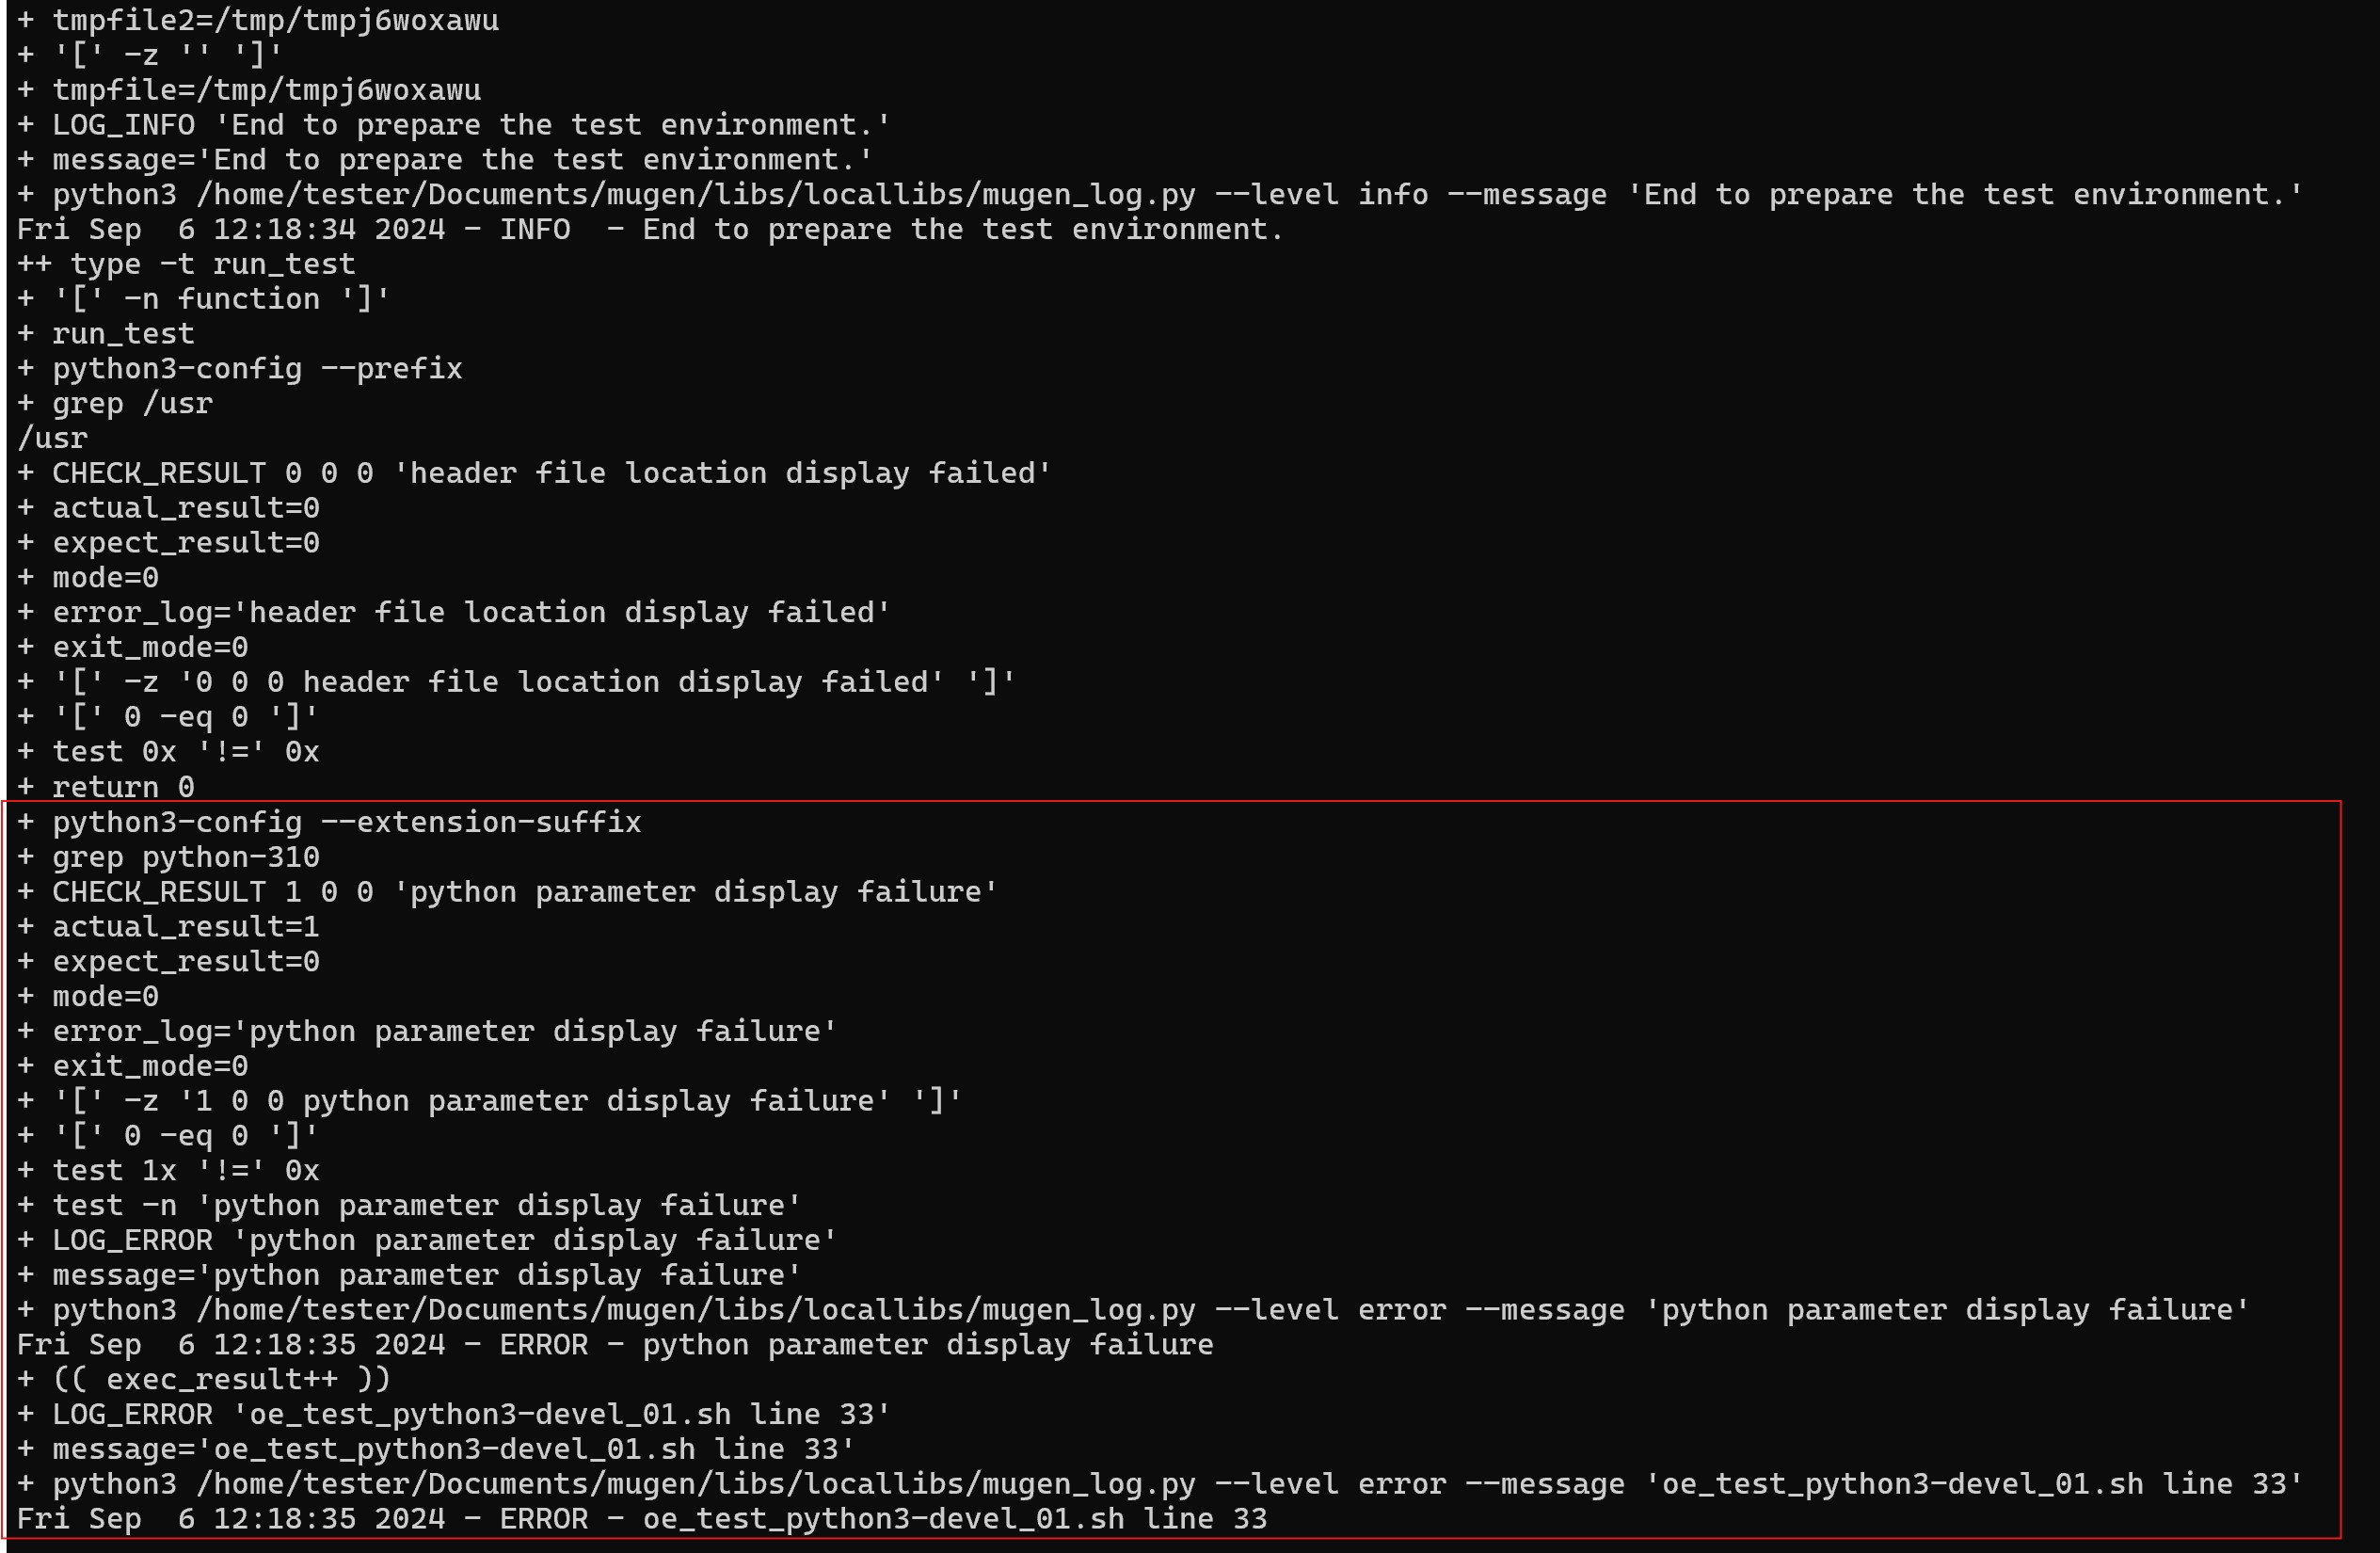 + tmpfile2=/tmp/tmpj6woxawu
+ '[' -z '' ']'
+ tmpfile=/tmp/tmpj6woxawu
+ LOG_INFO 'End to prepare the test environment.'
+ message='End to prepare the test environment.'
+ python3 /home/tester/Documents/mugen/libs/locallibs/mugen_log.py --level info --message 'End to prepare the test environment.'
Fri Sep  6 12:18:34 2024 - INFO  - End to prepare the test environment.
++ type -t run_test
+ '[' -n function ']'
+ run_test
+ python3-config --prefix
+ grep /usr
/usr
+ CHECK_RESULT 0 0 0 'header file location display failed'
+ actual_result=0
+ expect_result=0
+ mode=0
+ error_log='header file location display failed'
+ exit_mode=0
+ '[' -z '0 0 0 header file location display failed' ']'
+ '[' 0 -eq 0 ']'
+ test 0x '!=' 0x
+ return 0
+ python3-config --extension-suffix
+ grep python-310
+ CHECK_RESULT 1 0 0 'python parameter display failure'
+ actual_result=1
+ expect_result=0
+ mode=0
+ error_log='python parameter display failure'
+ exit_mode=0
+ '[' -z '1 0 0 python parameter display failure' ']'
+ '[' 0 -eq 0 ']'
+ test 1x '!=' 0x
+ test -n 'python parameter display failure'
+ LOG_ERROR 'python parameter display failure'
+ message='python parameter display failure'
+ python3 /home/tester/Documents/mugen/libs/locallibs/mugen_log.py --level error --message 'python parameter display failure'
Fri Sep  6 12:18:35 2024 - ERROR - python parameter display failure
+ (( exec_result++ ))
+ LOG_ERROR 'oe_test_python3-devel_01.sh line 33'
+ message='oe_test_python3-devel_01.sh line 33'
+ python3 /home/tester/Documents/mugen/libs/locallibs/mugen_log.py --level error --message 'oe_test_python3-devel_01.sh line 33'
Fri Sep  6 12:18:35 2024 - ERROR - oe_test_python3-devel_01.sh line 33